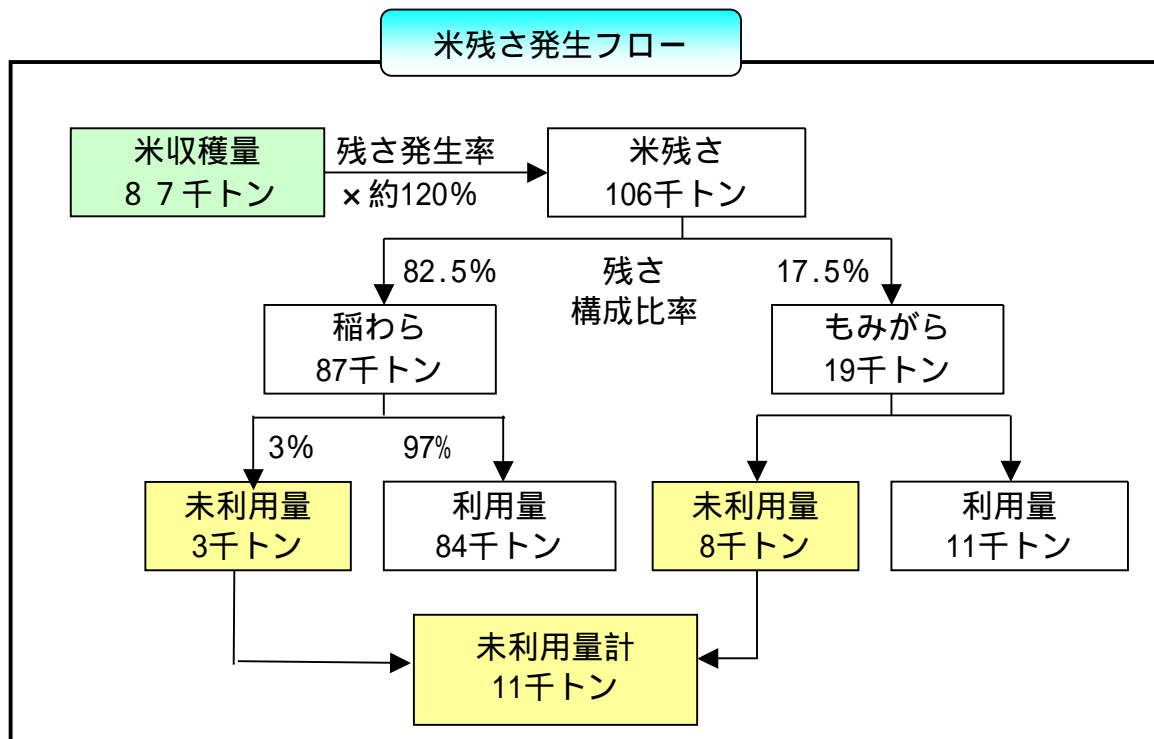 米残さ発生フロー
米収穫量
８７千トン
残さ発生率
×約120%
米残さ
106千トン
82.5%
残さ
構成比率
17.5%
稲わら
87千トン
もみがら
19千トン
3%
97%
未利用量
3千トン
利用量
84千トン
未利用量
8千トン
利用量
11千トン
未利用量計
11千トン